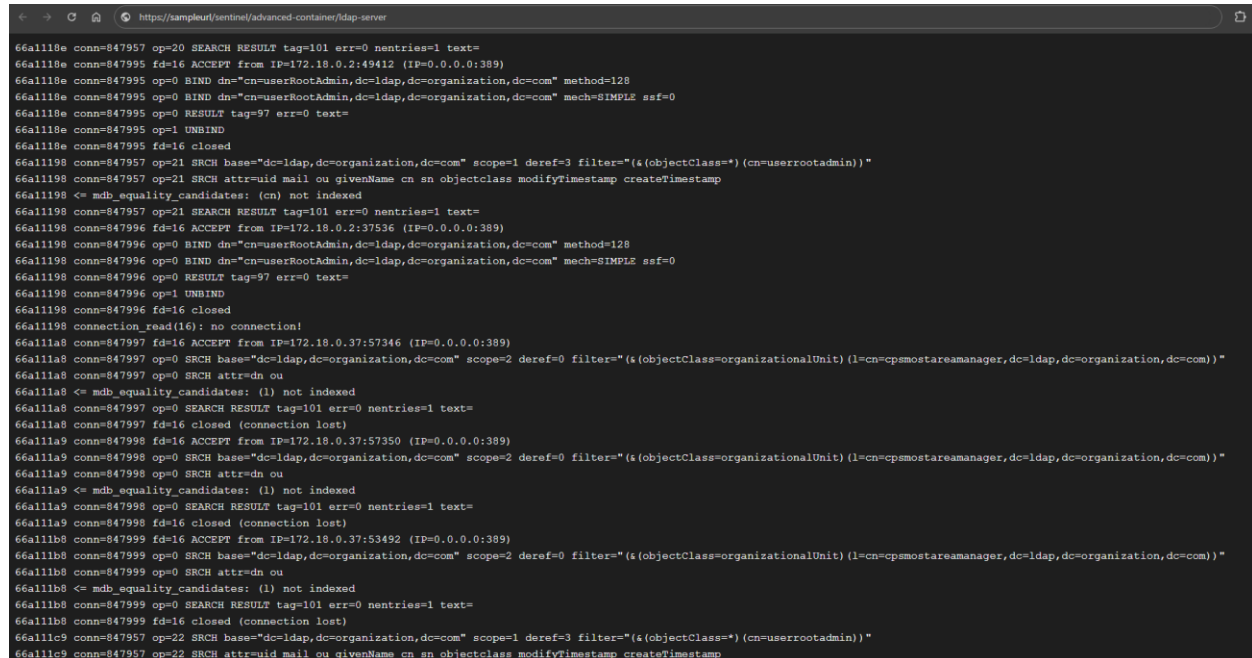 https://sampleurl/sentinel/advanced-container/ldap-server
66a1118e conn=847957 op=20 SEARCH RESULT tag=101 err=0 nentries=1 text=
66a1118e conn=847995 fd=16 ACCEPT from IP=172.18.0.2:49412 (IP=0.0.0.0:389)
66a1118e conn=847995 op=0 BIND dn="cn=userRootAdmin,dc=ldap,dc=organization,dc=com" method=128
66a1118e conn=847995 op=0 BIND dn="cn=userRootAdmin,dc=ldap,dc=organization,dc=com" mech=SIMPLE ssf=0
66a1118e conn=847995 op=0 RESULT tag=97 err=0 text=
66a1118e conn=847995 op=1 UNBIND
66a1118e conn=847995 fd=16 closed
66a11198 conn=847957 op=21 SRCH base="dc=ldap,dc=organization,dc=com" scope=1 deref=3 filter="(&(objectClass=*)(cn=userrootadmin))"
66a11198 conn=847957 op=21 SRCH attr=uid mail ou givenName cn sn objectclass modifyTimestamp createTimestamp
66a11198 <= mdb_equality_candidates: (cn) not indexed
66a11198 conn=847957 op=21 SEARCH RESULT tag=101 err=0 nentries=1 text=
66a11198 conn=847996 fd=16 ACCEPT from IP=172.18.0.2:37536 (IP=0.0.0.0:389)
66a11198 conn=847996 op=0 BIND dn="cn=userRootAdmin,dc=ldap,dc=organization,dc=com" method=128
66a11198 conn=847996 op=0 BIND dn="cn=userRootAdmin,dc=ldap,dc=organization,dc=com" mech=SIMPLE ssf=0
66a11198 conn=847996 op=0 RESULT tag=97 err=0 text=
66a11198 conn=847996 op=1 UNBIND
66a11198 conn=847996 fd=16 closed
66a11198 connection_read(16): no connection!
66a111a8 conn=847997 fd=16 ACCEPT from IP=172.18.0.37:57346 (IP=0.0.0.0:389)
66a111a8 conn=847997 op=0 SRCH base="dc=ldap,dc=organization,dc=com" scope=2 deref=0 filter="(&(objectClass=organizationalUnit)(l=cn=cpsmostareamanager,dc=ldap,dc=organization,dc=com))"
66a111a8 conn=847997 op=0 SRCH attr=dn ou
66a111a8 <= mdb_equality_candidates: (l) not indexed
66a111a8 conn=847997 op=0 SEARCH RESULT tag=101 err=0 nentries=1 text=
66a111a8 conn=847997 fd=16 closed (connection lost)
66a111a9 conn=847998 fd=16 ACCEPT from IP=172.18.0.37:57350 (IP=0.0.0.0:389)
66a111a9 conn=847998 op=0 SRCH base="dc=ldap,dc=organization,dc=com" scope=2 deref=0 filter="(&(objectClass=organizationalUnit)(l=cn=cpsmostareamanager,dc=ldap,dc=organization,dc=com))"
66a111a9 conn=847998 op=0 SRCH attr=dn ou
66a111a9 <= mdb_equality_candidates: (l) not indexed
66a111a9 conn=847998 op=0 SEARCH RESULT tag=101 err=0 nentries=1 text=
66a111a9 conn=847998 fd=16 closed (connection lost)
66a111b8 conn=847999 fd=16 ACCEPT from IP=172.18.0.37:53492 (IP=0.0.0.0:389)
66a111b8 conn=847999 op=0 SRCH base="dc=ldap,dc=organization,dc=com" scope=2 deref=0 filter="(&(objectClass=organizationalUnit)(l=cn=cpsmostareamanager,dc=ldap,dc=organization,dc=com))"
66a111b8 conn=847999 op=0 SRCH attr=dn ou
66a111b8 <= mdb_equality_candidates: (l) not indexed
66a111b8 conn=847999 op=0 SEARCH RESULT tag=101 err=0 nentries=1 text=
66a111b8 conn=847999 fd=16 closed (connection lost)
66a111c9 conn=847957 op=22 SRCH base="dc=ldap,dc=organization,dc=com" scope=1 deref=3 filter="(&(objectClass=*)(cn=userrootadmin))"
66a111c9 conn=847957 op=22 SRCH attr=uid mail ou givenName cn sn objectclass modifyTimestamp createTimestamp